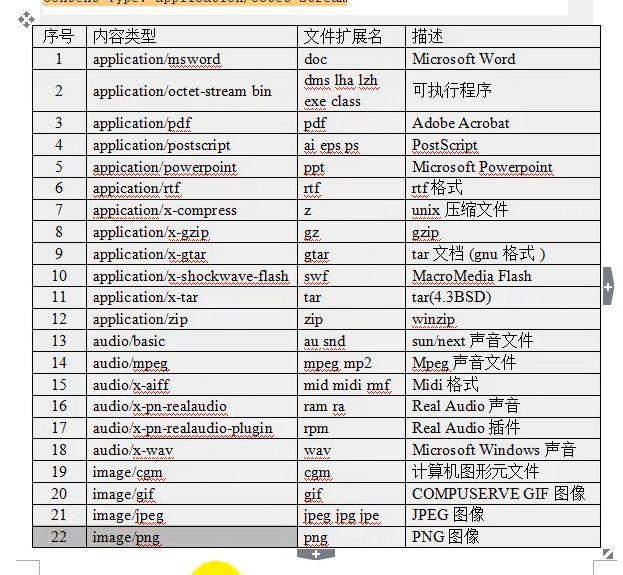 Content-Type: application/octet-stream
序号 内容类型 文件扩展名 描述
1 application/msword doc Microsoft Word
2 application/octet-stream bin dms lha lzh exe class 可执行程序
3 application/pdf pdf Adobe Acrobat
4 application/postscript ai eps ps PostScript
5 appication/powerpoint ppt Microsoft Powerpoint
6 appication/rtf rtf rtf 格式
7 appication/x-compress z unix 压缩文件
8 application/x-gzip gz gzip
9 application/x-gtar gtar tar 文档 (gnu 格式 )
10 application/x-shockwave-flash swf MacroMedia Flash
11 application/x-tar tar tar(4.3BSD)
12 application/zip zip winzip
13 audio/basic au snd sun/next 声音文件
14 audio/mpeg mpeg mp2 Mpeg 声音文件
15 audio/x-aiff mid midi rmf Midi 格式
16 audio/x-pn-realaudio ram ra Real Audio 声音
17 audio/x-pn-realaudio-plugin rpm Real Audio 插件
18 audio/x-wav wav Microsoft Windows 声音
19 image/cgm cgm 计算机图形元文件
20 image/gif gif COMPUSERVE GIF 图像
21 image/jpeg jpeg jpg jpe JPEG 图像
22 image/png png PNG 图像